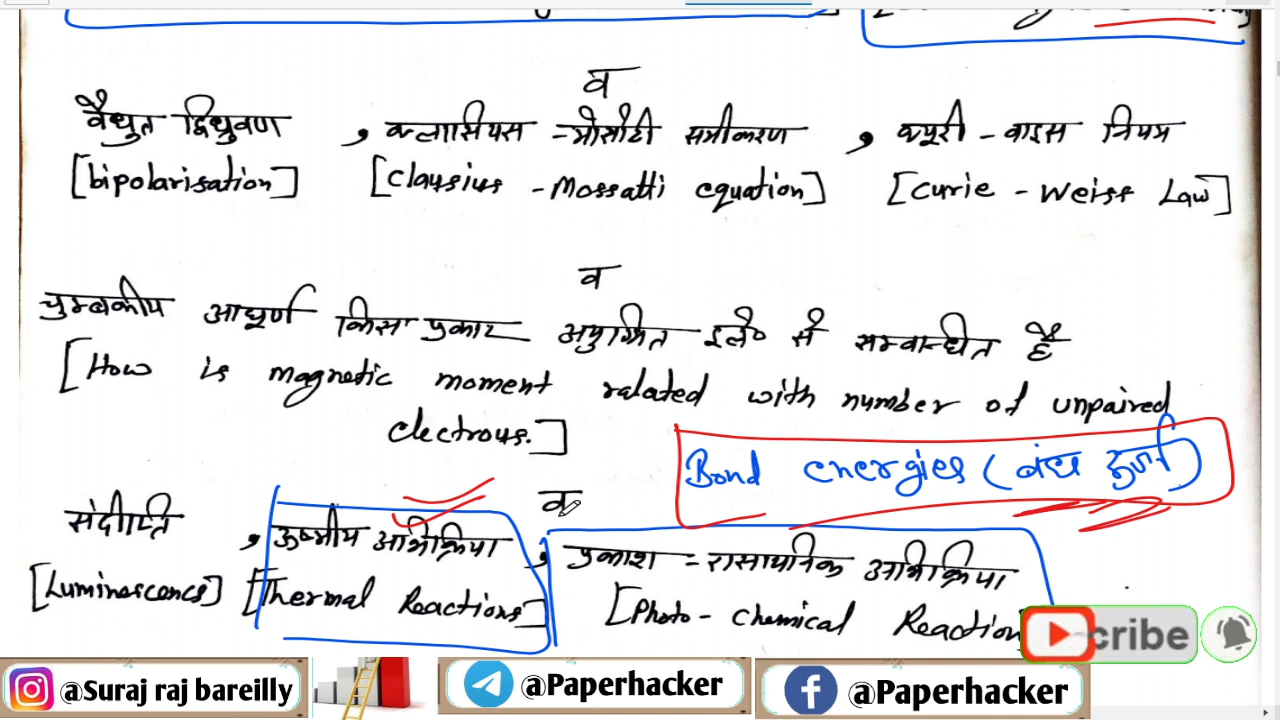 व
वैधुत द्विध्रुवण , क्लासियस - मोसोटी समीकरण , क्यूरी - वाइस नियम
[bipolarisation] [clausius - Mossatti equation] [curie - Weiss Law]
व
चुम्बकीय आघूर्ण किस प्रकार अयुग्मित इले० से सम्बन्धित है
[How is magnetic moment ralated with number of unpaired
electrons.]
Bond energies (बंध ऊर्जा)
व
संदीप्ति , ऊष्मीय अभिक्रिया , प्रकाश - रासायनिक अभिक्रिया
[Luminescence] [Thermal Reactions] [Photo - chemical Reaction
cribe
@Suraj raj bareilly @Paperhacker @Paperhacker